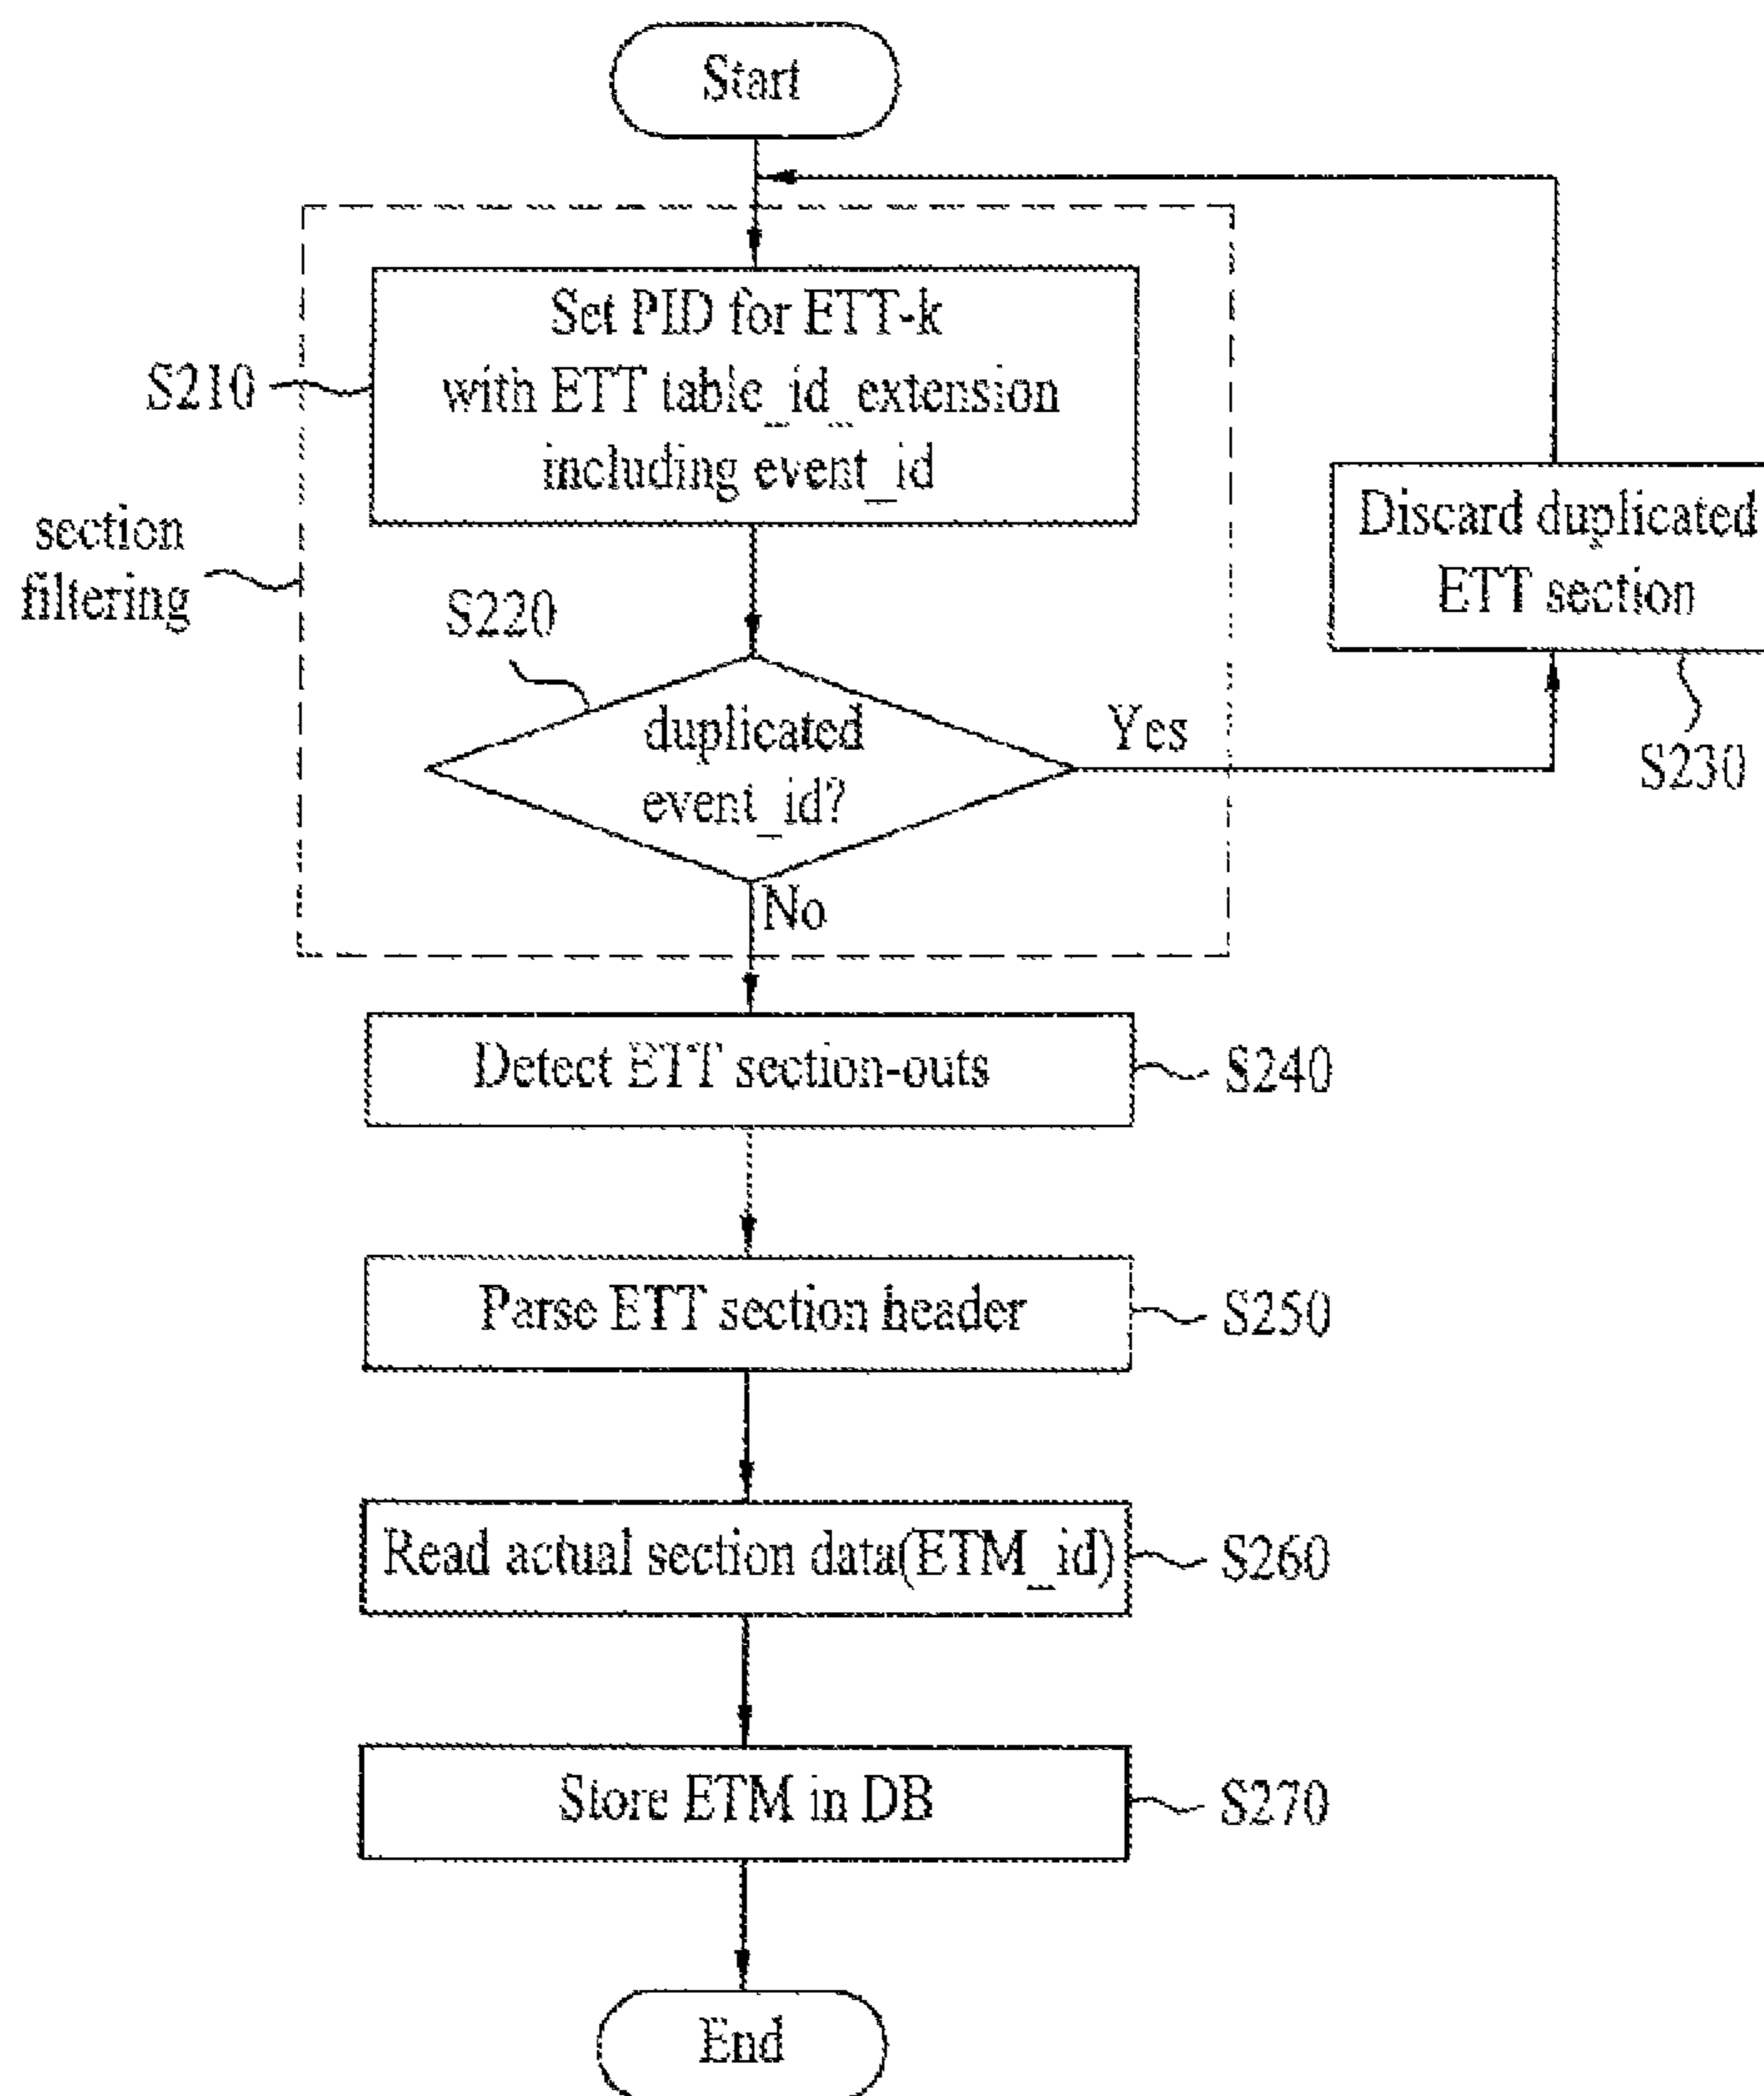 Start
Set PID for ETT-k
with ETT table_id_extension
including event_id
S210
section
filtering
Discard duplicated
ETT section
S220
duplicated
event_id?
Yes
S230
No
Detect ETT section-outs
S240
Parse ETT section header
S250
Read actual section data(ETM_id)
S260
Store ETM in DB
S270
End